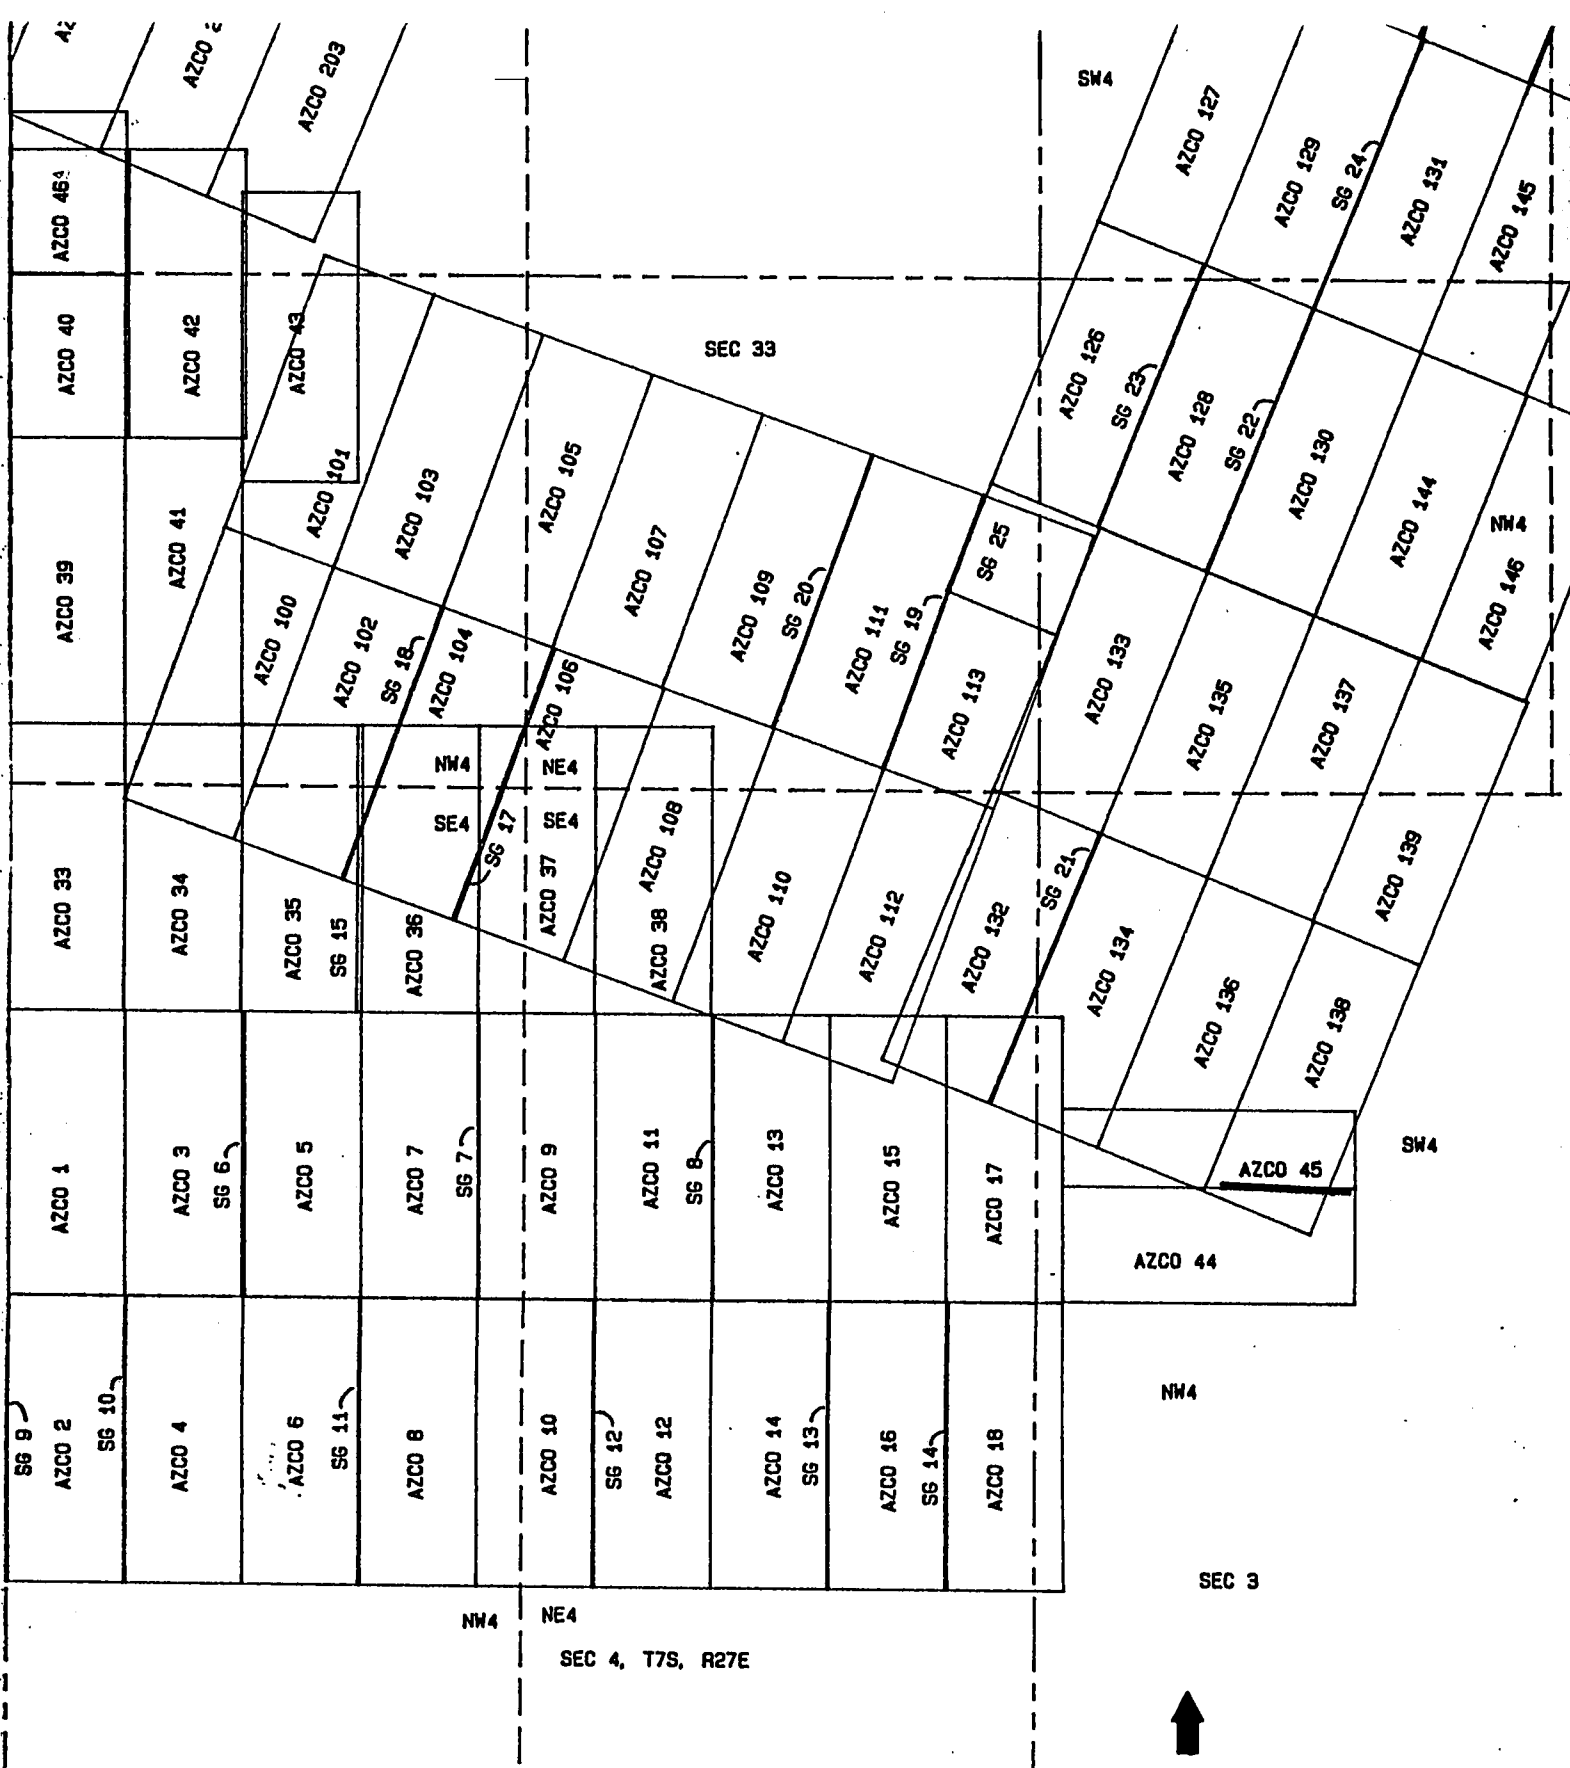 AZCO 203
SW4
AZCO 127
AZCO 129
SG 24
AZCO 131
AZCO 145
AZCO 46
AZCO 40
AZCO 42
AZCO 43
SEC 33
AZCO 126
SG 23
AZCO 128
SG 22
AZCO 130
AZCO 144
NW4
AZCO 146
AZCO 39
AZCO 41
AZCO 101
AZCO 103
AZCO 105
AZCO 107
AZCO 109
SG 20
AZCO 111
SG 19
SG 25
AZCO 113
AZCO 133
AZCO 135
AZCO 137
AZCO 139
AZCO 100
AZCO 102
SG 18
AZCO 104
AZCO 106
NW4
NE4
SE4
SE4
SG 17
AZCO 108
AZCO 110
AZCO 112
AZCO 132
SG 21
AZCO 134
AZCO 136
AZCO 138
AZCO 33
AZCO 34
AZCO 35
SG 15
AZCO 36
AZCO 37
AZCO 38
AZCO 1
AZCO 3
SG 6
AZCO 5
AZCO 7
SG 7
AZCO 9
AZCO 11
SG 8
AZCO 13
AZCO 15
AZCO 17
AZCO 45
SW4
AZCO 44
SG 9
AZCO 2
SG 10
AZCO 4
AZCO 6
SG 11
AZCO 8
AZCO 10
SG 12
AZCO 12
AZCO 14
SG 13
AZCO 16
SG 14
AZCO 18
NW4
SEC 3
NW4
NE4
SEC 4, T7S, R27E